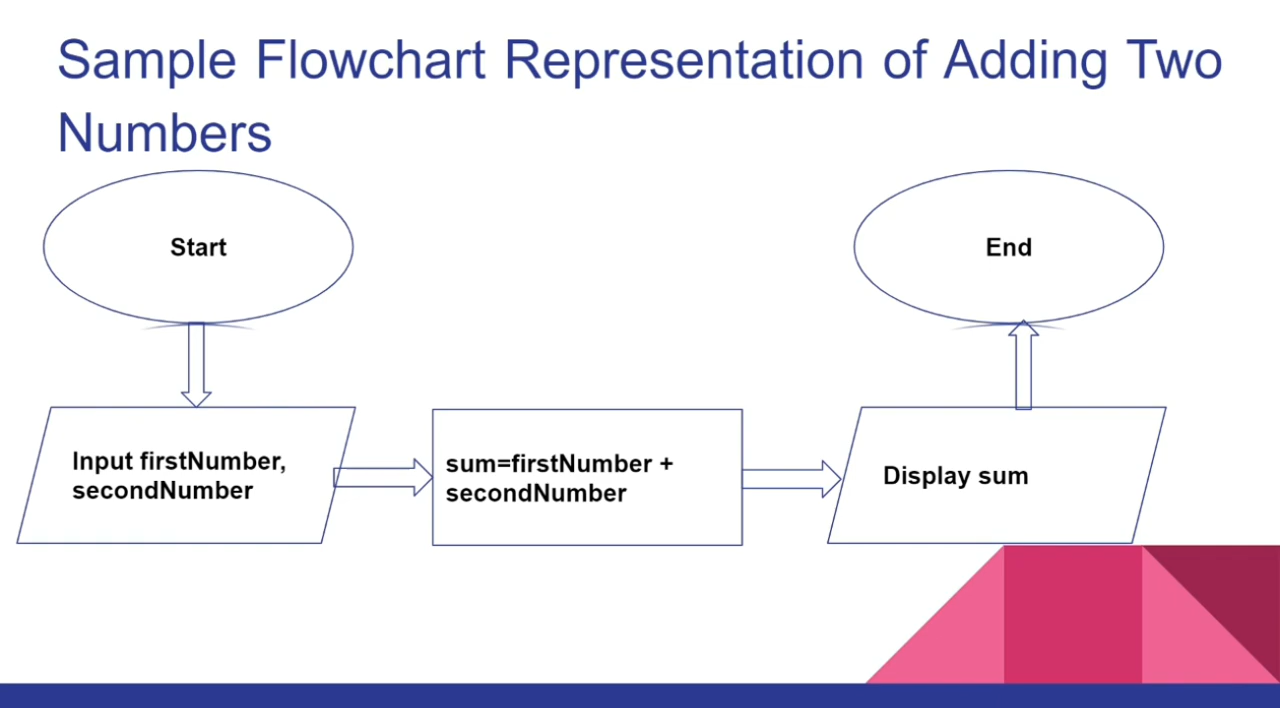 Sample Flowchart Representation of Adding Two
Numbers
Start
End
Input firstNumber,
secondNumber
sum=firstNumber +
secondNumber
Display sum